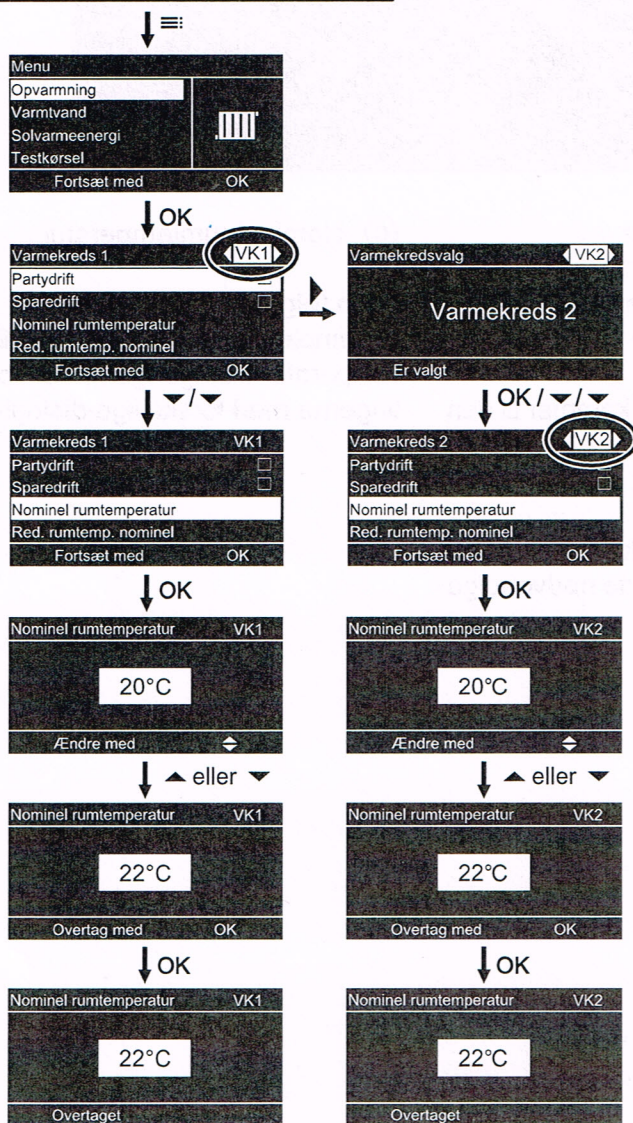 Menu
Opvarmning
Varmtvand
Solvarmeenergi
Testkørsel
Fortsæt med OK
OK
Varmekreds 1 VK1
Partydrift
Sparedrift
Nominel rumtemperatur
Red. rumtemp. nominel
Fortsæt med OK
Varmekredsvalg VK2
Varmekreds 2
Er valgt
Varmekreds 1 VK1
Partydrift
Sparedrift
Nominel rumtemperatur
Red. rumtemp. nominel
Fortsæt med OK
OK
Nominel rumtemperatur VK1
20°C
Ændre med
eller
Nominel rumtemperatur VK1
22°C
Overtag med OK
OK
Nominel rumtemperatur VK1
22°C
Overtaget
OK /  /
Varmekreds 2 VK2
Partydrift
Sparedrift
Nominel rumtemperatur
Red. rumtemp. nominel
Fortsæt med OK
OK
Nominel rumtemperatur VK2
20°C
Ændre med
eller
Nominel rumtemperatur VK2
22°C
Overtag med OK
OK
Nominel rumtemperatur VK2
22°C
Overtaget